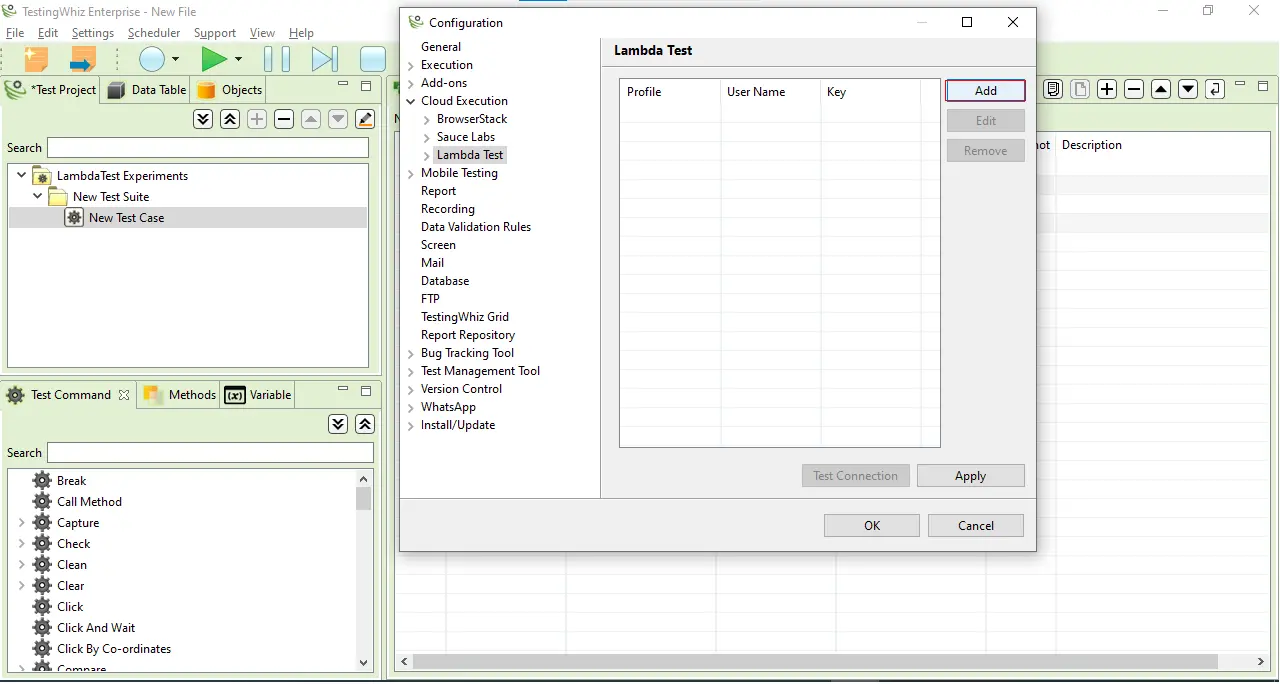 TestingWhiz Enterprise - New File
File Edit Settings Scheduler Support View Help
*Test Project Data Table Objects
Search
LambdaTest Experiments
New Test Suite
New Test Case
Test Command Methods (x) Variable
Search
Break
Call Method
Capture
Check
Clean
Clear
Click
Click And Wait
Click By Co-ordinates
Compare
Configuration
General
Execution
Add-ons
Cloud Execution
BrowserStack
Sauce Labs
Lambda Test
Mobile Testing
Report
Recording
Data Validation Rules
Screen
Mail
Database
FTP
TestingWhiz Grid
Report Repository
Bug Tracking Tool
Test Management Tool
Version Control
WhatsApp
Install/Update
Lambda Test
Profile User Name Key
Add
Edit
Remove
Test Connection Apply
OK Cancel
Description